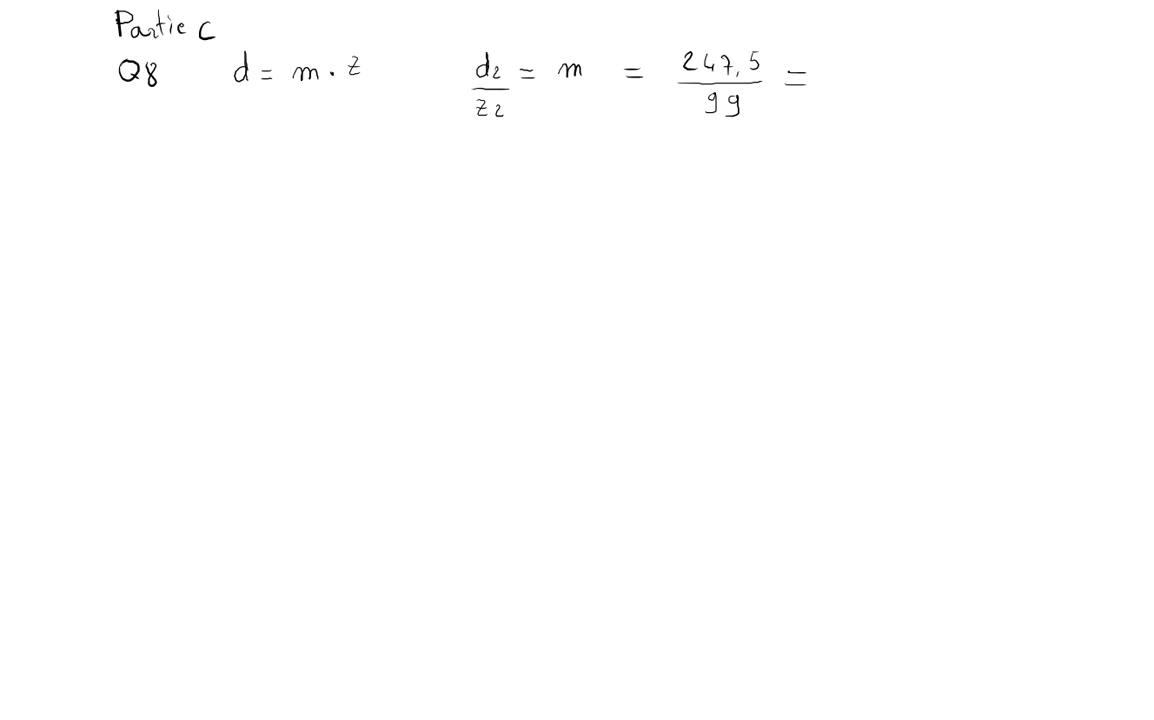 Partie C
Q8 d = m . z d2/z2 = m = 247,5/99 =